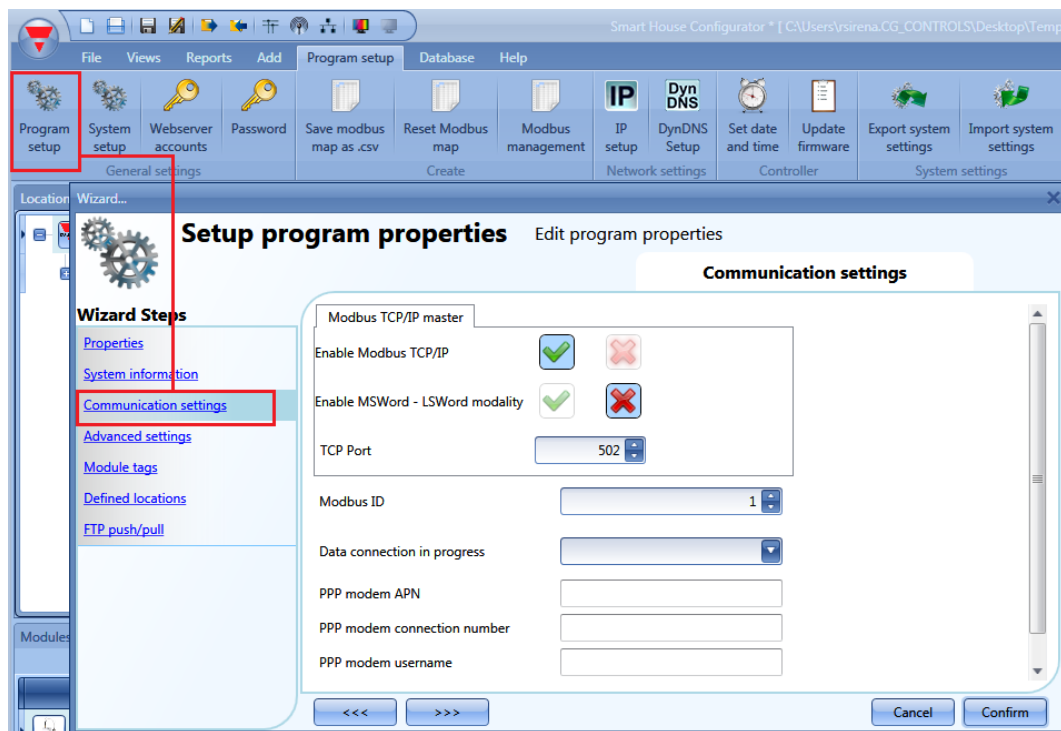 Smart House Configurator * [ C:\Users\rsirena.CG_CONTROLS\Desktop\Temp
File Views Reports Add Program setup Database Help
IP Dyn DNS
Program setup
System setup
Webserver accounts
Password
Save modbus map as .csv
Reset Modbus map
Modbus management
IP setup
DynDNS Setup
Set date and time
Update firmware
Export system settings
Import system settings
General settings Create Network settings Controller System settings
Location
Wizard...
Setup program properties Edit program properties
Communication settings
Wizard Steps
Properties
System information
Communication settings
Advanced settings
Module tags
Defined locations
FTP push/pull
Modbus TCP/IP master
Enable Modbus TCP/IP
Enable MSWord - LSWord modality
TCP Port 502
Modbus ID 1
Data connection in progress
PPP modem APN
PPP modem connection number
PPP modem username
Modules
<<< >>> Cancel Confirm